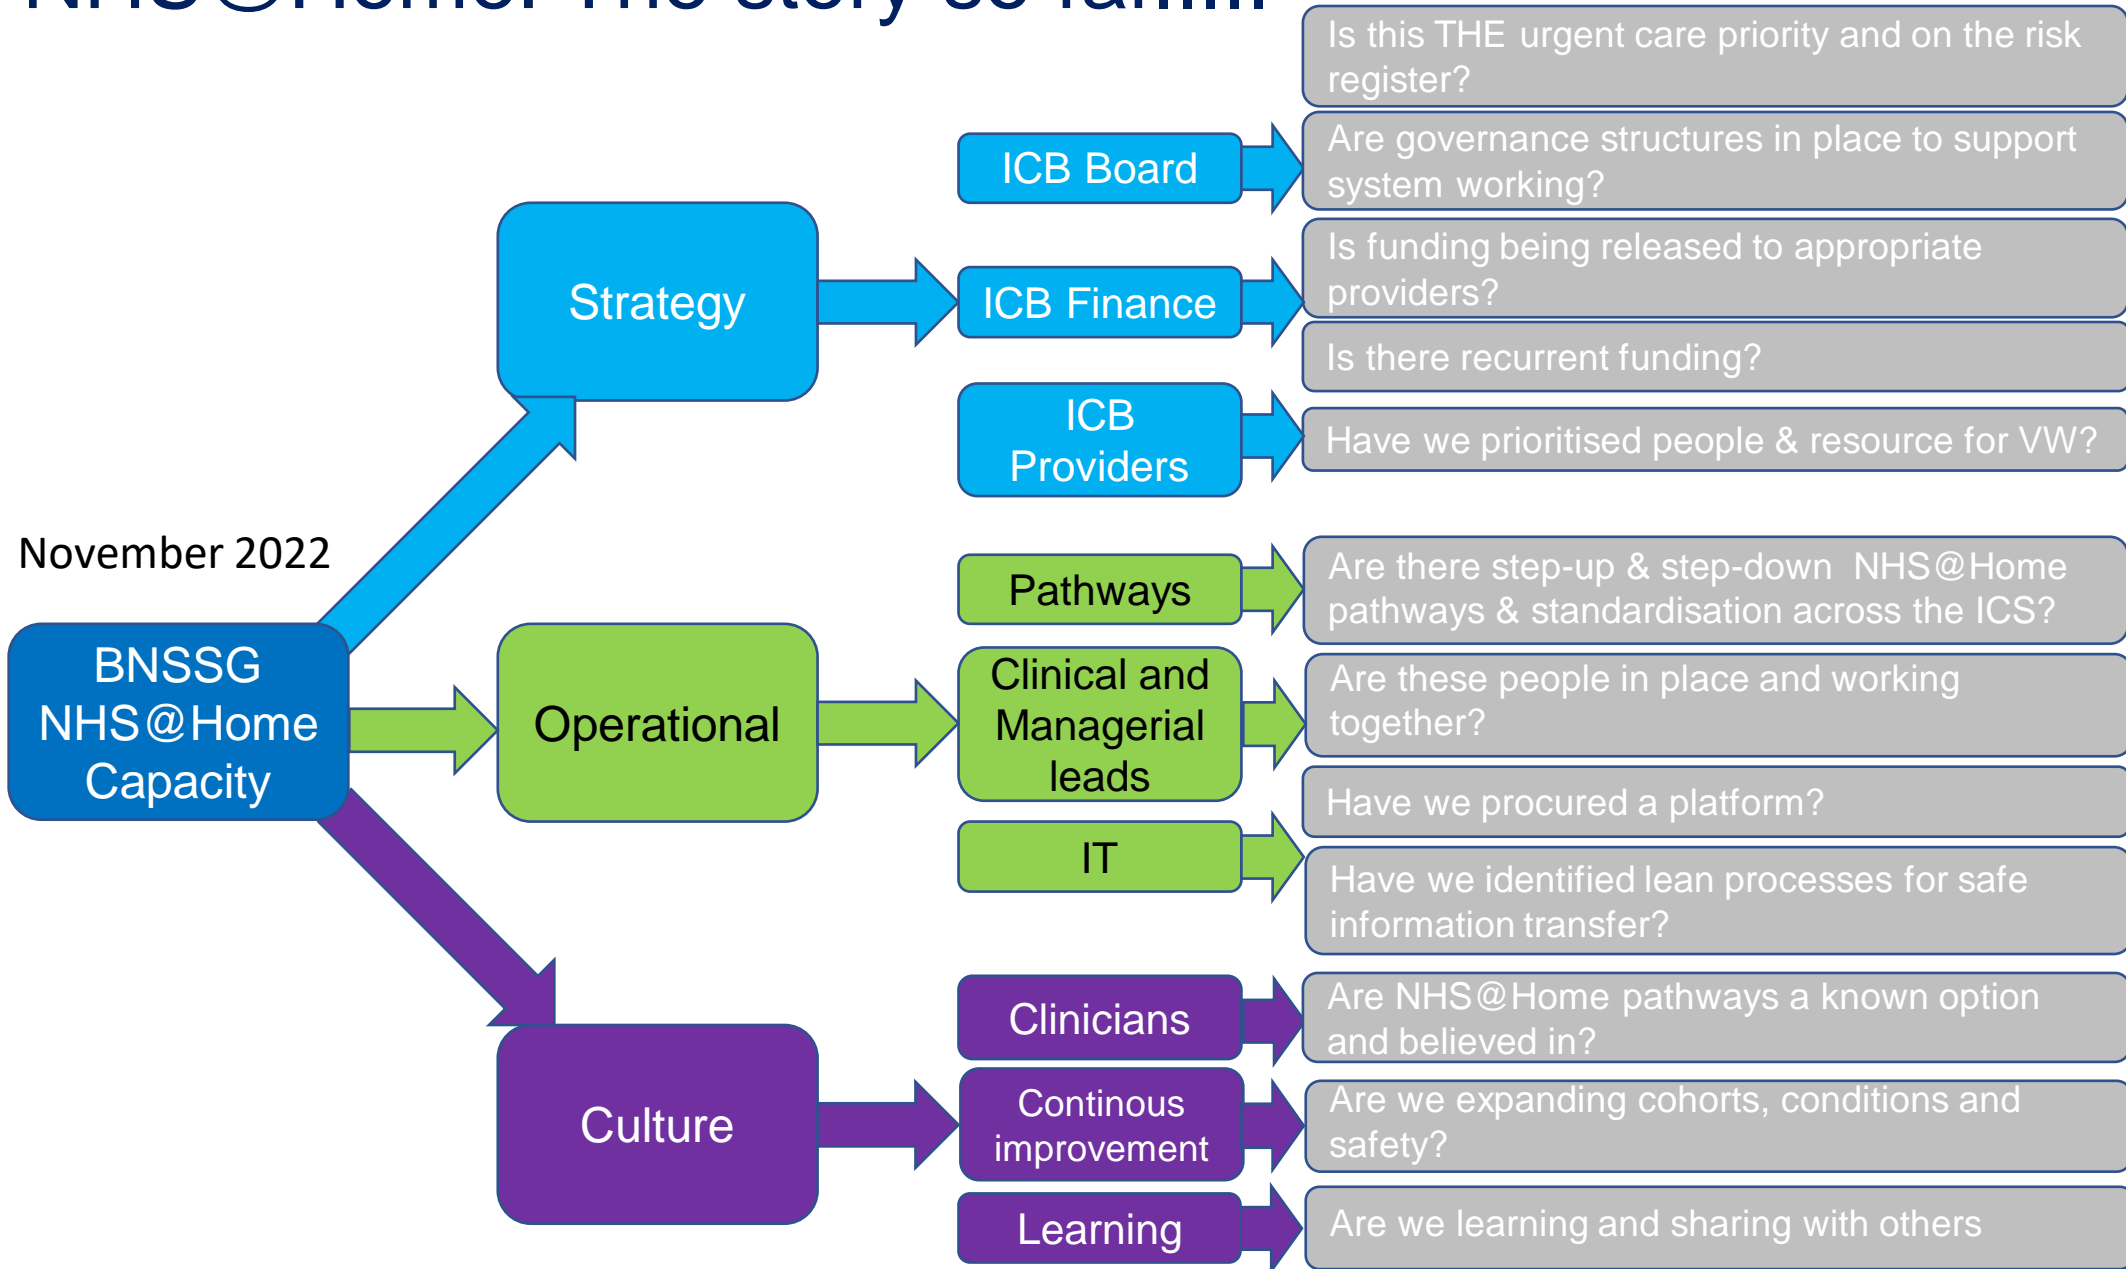 NHS@Home: The story so far......
Is this THE urgent care priority and on the risk
register?
ICB Board
Are governance structures in place to support
system working?
Strategy
ICB Finance
Is funding being released to appropriate
providers?
Is there recurrent funding?
ICB
Providers
Have we prioritised people & resource for VW?
November 2022
BNSSG
NHS@Home
Capacity
Operational
Pathways
Are there step-up & step-down NHS@Home
pathways & standardisation across the ICS?
Clinical and
Managerial
leads
Are these people in place and working
together?
Have we procured a platform?
IT
Have we identified lean processes for safe
information transfer?
Culture
Clinicians
Are NHS@Home pathways a known option
and believed in?
Continous
improvement
Are we expanding cohorts, conditions and
safety?
Learning
Are we learning and sharing with others